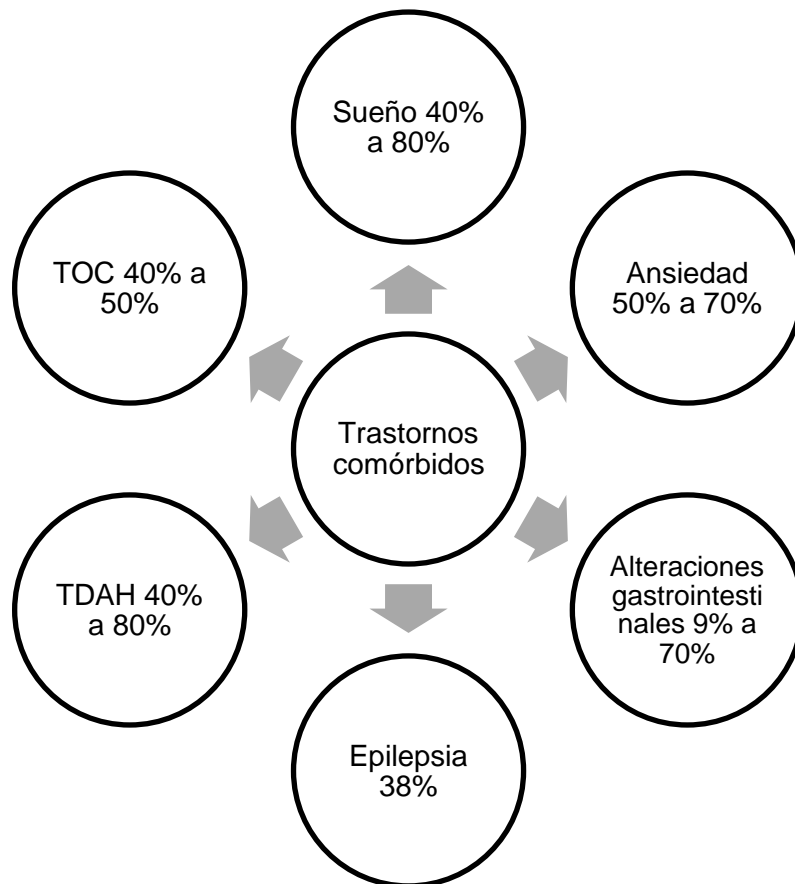 Sueño 40%
a 80%
TOC 40% a
50%
Ansiedad
50% a 70%
Trastornos
comórbidos
TDAH 40%
a 80%
Alteraciones
gastrointesti
nales 9% a
70%
Epilepsia
38%